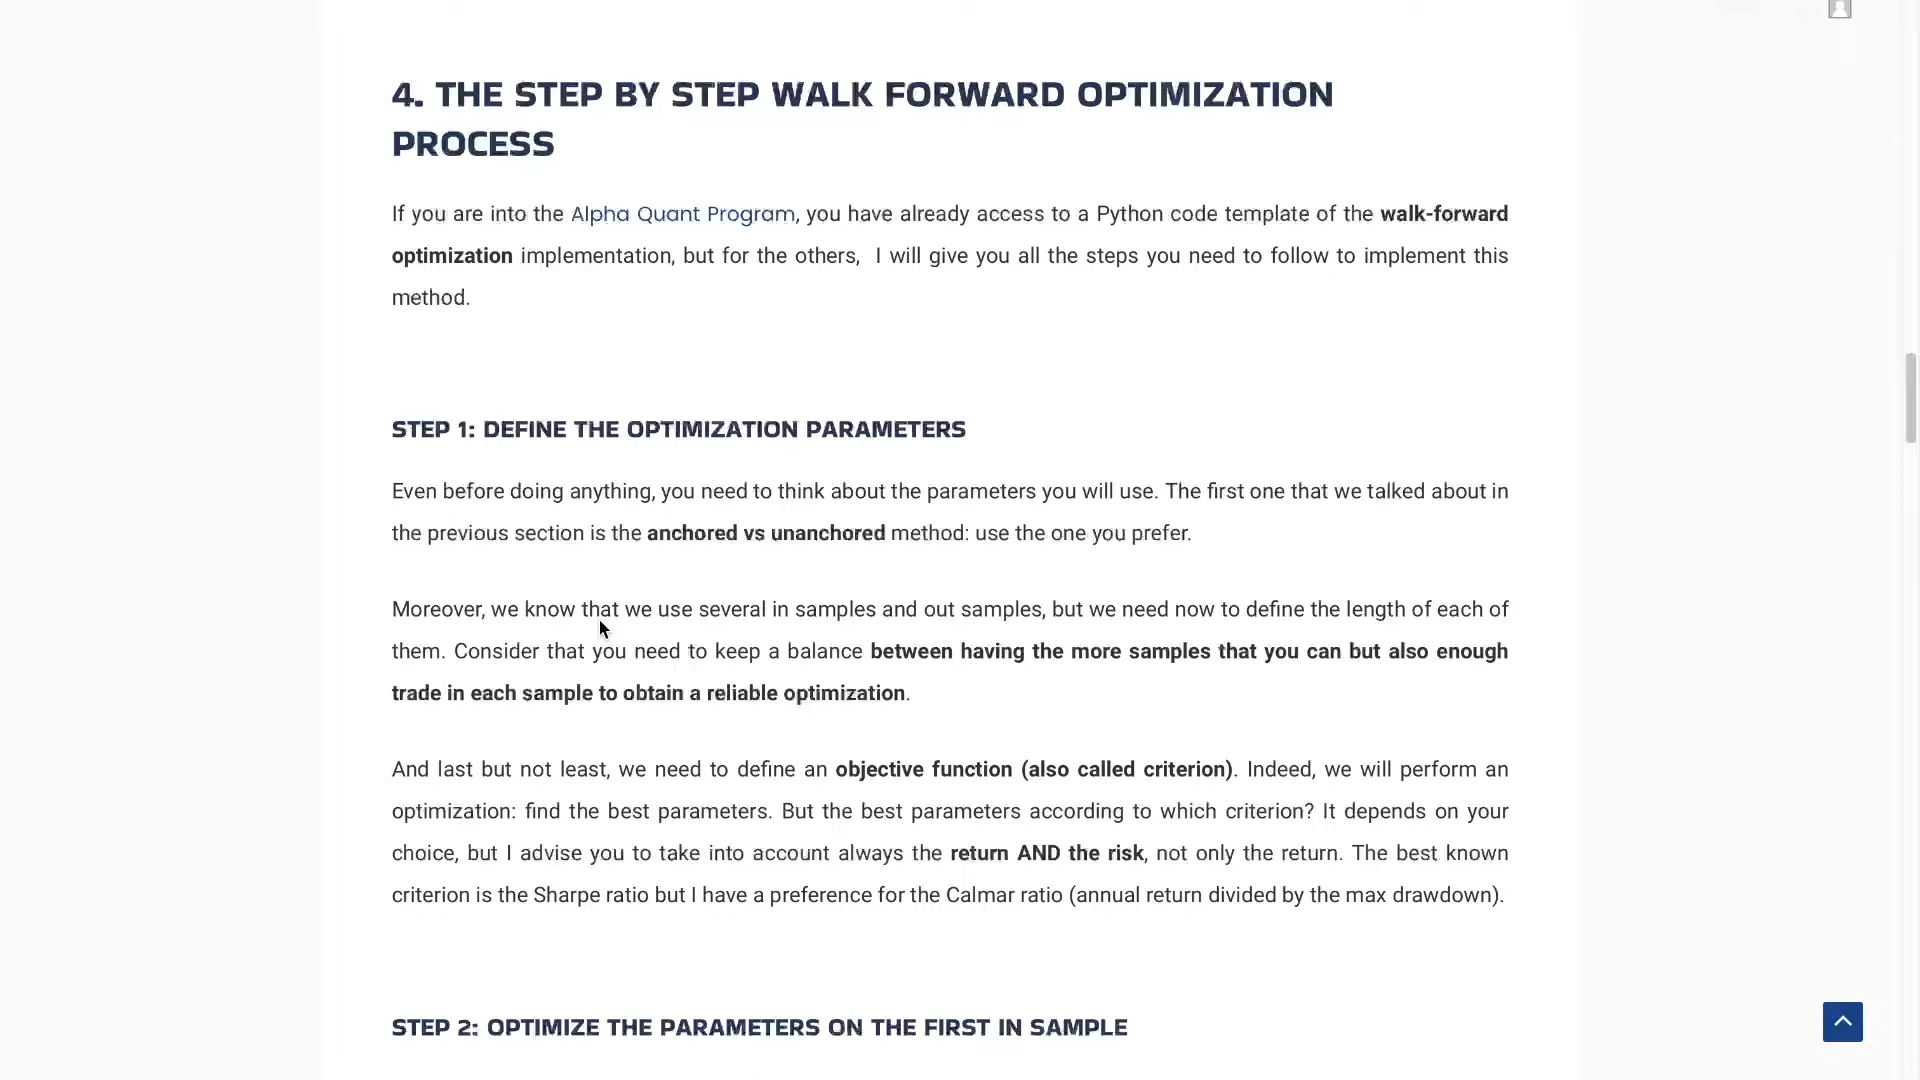 4. THE STEP BY STEP WALK FORWARD OPTIMIZATION
PROCESS
If you are into the Alpha Quant Program, you have already access to a Python code template of the walk-forward
optimization implementation, but for the others, I will give you all the steps you need to follow to implement this
method.
STEP 1: DEFINE THE OPTIMIZATION PARAMETERS
Even before doing anything, you need to think about the parameters you will use. The first one that we talked about in
the previous section is the anchored vs unanchored method: use the one you prefer.
Moreover, we know that we use several in samples and out samples, but we need now to define the length of each of
them. Consider that you need to keep a balance between having the more samples that you can but also enough
trade in each sample to obtain a reliable optimization.
And last but not least, we need to define an objective function (also called criterion). Indeed, we will perform an
optimization: find the best parameters. But the best parameters according to which criterion? It depends on your
choice, but I advise you to take into account always the return AND the risk, not only the return. The best known
criterion is the Sharpe ratio but I have a preference for the Calmar ratio (annual return divided by the max drawdown).
STEP 2: OPTIMIZE THE PARAMETERS ON THE FIRST IN SAMPLE